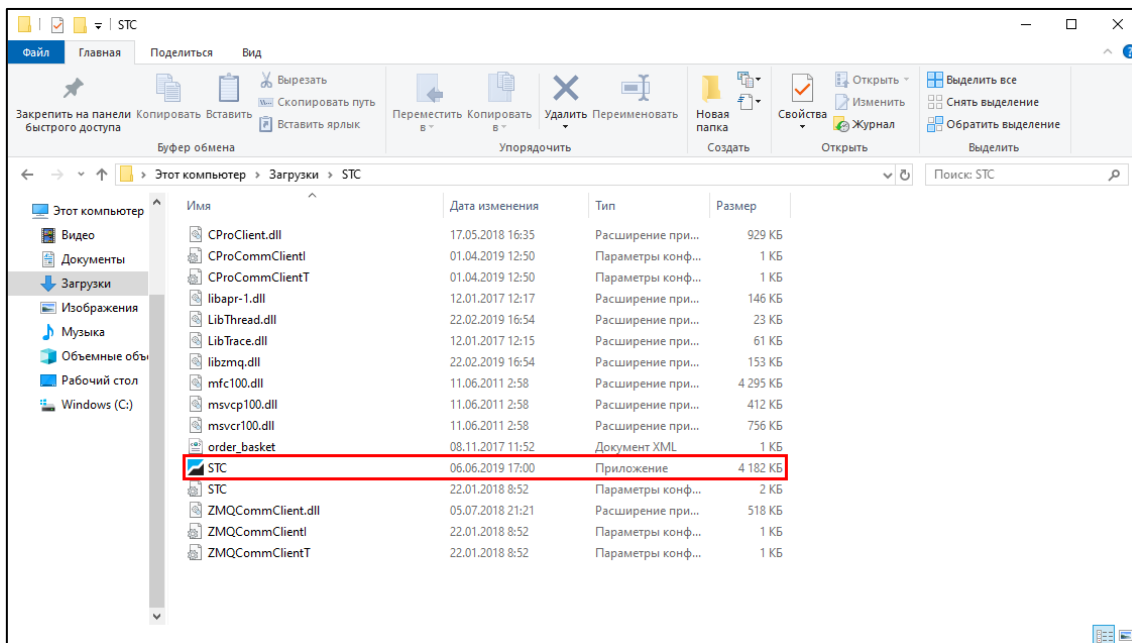 STC
Файл Главная Поделиться Вид
Закрепить на панели быстрого доступа
Копировать
Вставить
Вырезать
Скопировать путь
Вставить ярлык
Буфер обмена
Переместить в
Копировать в
Удалить
Переименовать
Упорядочить
Новая папка
Создать
Свойства
Открыть
Изменить
Журнал
Открыть
Выделить все
Снять выделение
Обратить выделение
Выделить
Этот компьютер > Загрузки > STC
Поиск: STC
Этот компьютер
Видео
Документы
Загрузки
Изображения
Музыка
Объемные объ
Рабочий стол
Windows (C:)
Имя Дата изменения Тип Размер
CProClient.dll 17.05.2018 16:35 Расширение при... 929 КБ
CProCommClientI 01.04.2019 12:50 Параметры конф... 1 КБ
CProCommClientT 01.04.2019 12:50 Параметры конф... 1 КБ
libapr-1.dll 12.01.2017 12:17 Расширение при... 146 КБ
LibThread.dll 22.02.2019 16:54 Расширение при... 23 КБ
LibTrace.dll 12.01.2017 12:15 Расширение при... 61 КБ
libzmq.dll 22.02.2019 16:54 Расширение при... 153 КБ
mfc100.dll 11.06.2011 2:58 Расширение при... 4 295 КБ
msvcp100.dll 11.06.2011 2:58 Расширение при... 412 КБ
msvcr100.dll 11.06.2011 2:58 Расширение при... 756 КБ
order_basket 08.11.2017 11:52 Документ XML 1 КБ
STC 06.06.2019 17:00 Приложение 4 182 КБ
STC 22.01.2018 8:52 Параметры конф... 2 КБ
ZMQCommClient.dll 05.07.2018 21:21 Расширение при... 518 КБ
ZMQCommClientI 22.01.2018 8:52 Параметры конф... 1 КБ
ZMQCommClientT 22.01.2018 8:52 Параметры конф... 1 КБ